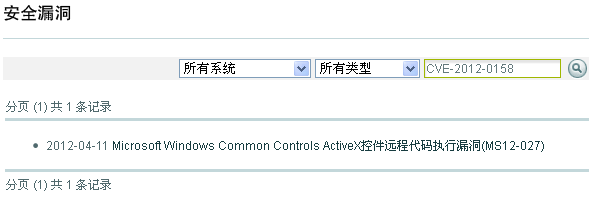 安全漏洞
所有系统 所有类型 CVE-2012-0158
分页 (1) 共 1 条记录
2012-04-11 Microsoft Windows Common Controls ActiveX控件远程代码执行漏洞(MS12-027)
分页 (1) 共 1 条记录